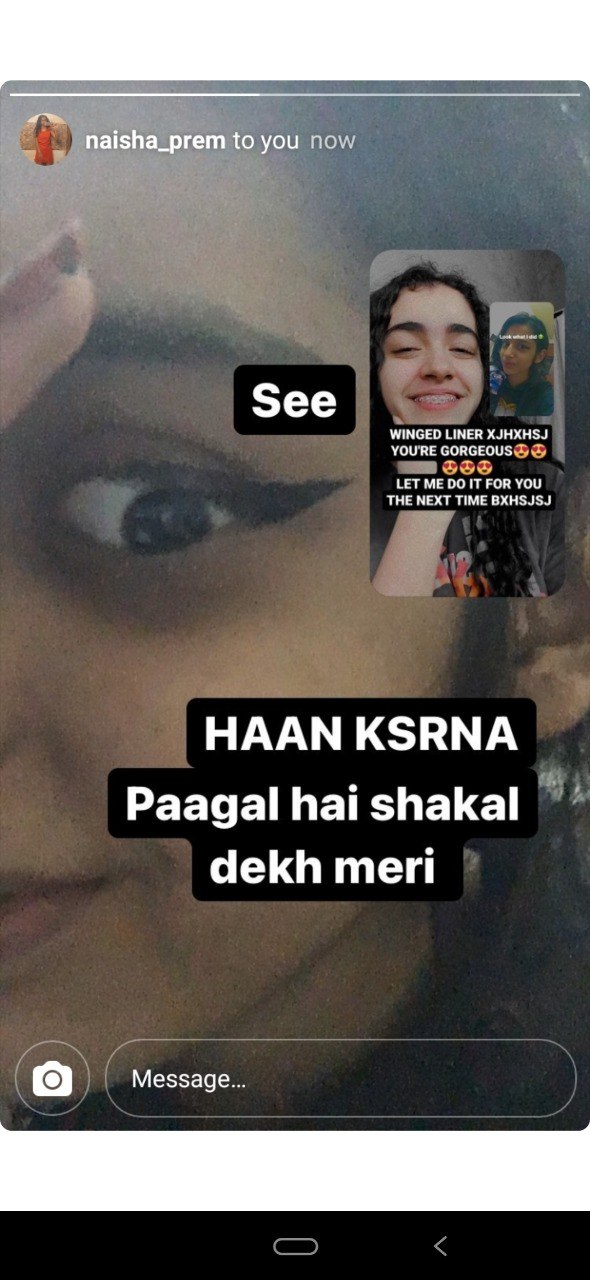 naisha_prem to you now
See
Look what I did
WINGED LINER XJHXHSJ
YOU'RE GORGEOUS😍😍
😍😍😍
LET ME DO IT FOR YOU
THE NEXT TIME BXHSJSJ
HAAN KSRNA
Paagal hai shakal
dekh meri
Message...